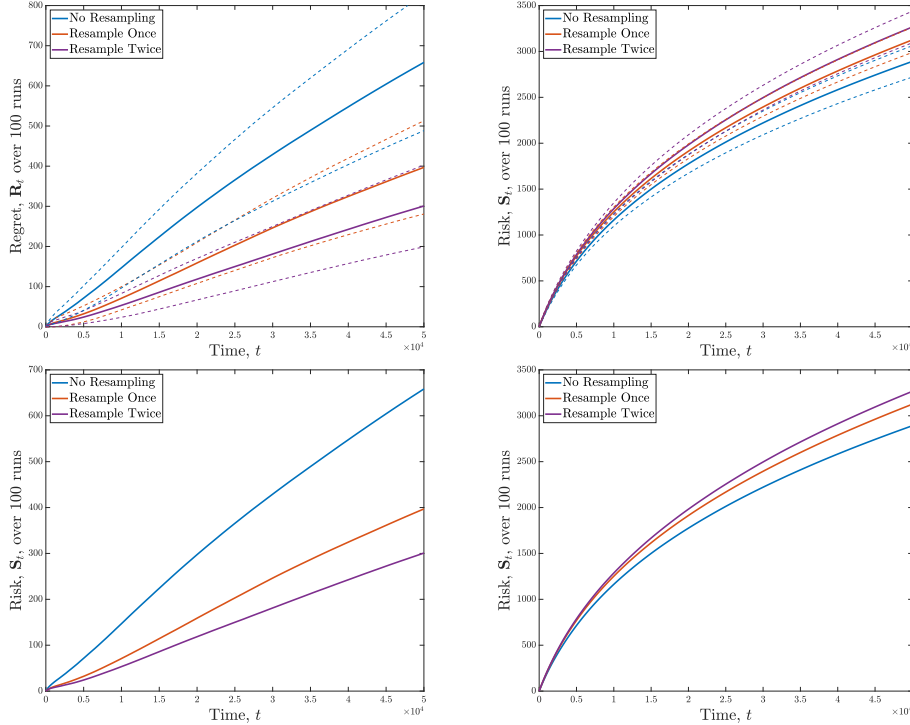 800
700
600
500
400
300
200
100
0
Regret, R_t over 100 runs
No Resampling
Resample Once
Resample Twice
0 0.5 1 1.5 2 2.5 3 3.5 4 4.5 5
×10⁴
Time, t
3500
3000
2500
2000
1500
1000
500
0
Risk, S_t, over 100 runs
No Resampling
Resample Once
Resample Twice
0 0.5 1 1.5 2 2.5 3 3.5 4 4.5
Time, t
700
600
500
400
300
200
100
0
Risk, S_t, over 100 runs
No Resampling
Resample Once
Resample Twice
0 0.5 1 1.5 2 2.5 3 3.5 4 4.5 5
×10⁴
Time, t
3500
3000
2500
2000
1500
1000
500
0
Risk, S_t, over 100 runs
No Resampling
Resample Once
Resample Twice
0 0.5 1 1.5 2 2.5 3 3.5 4 4.5
Time, t